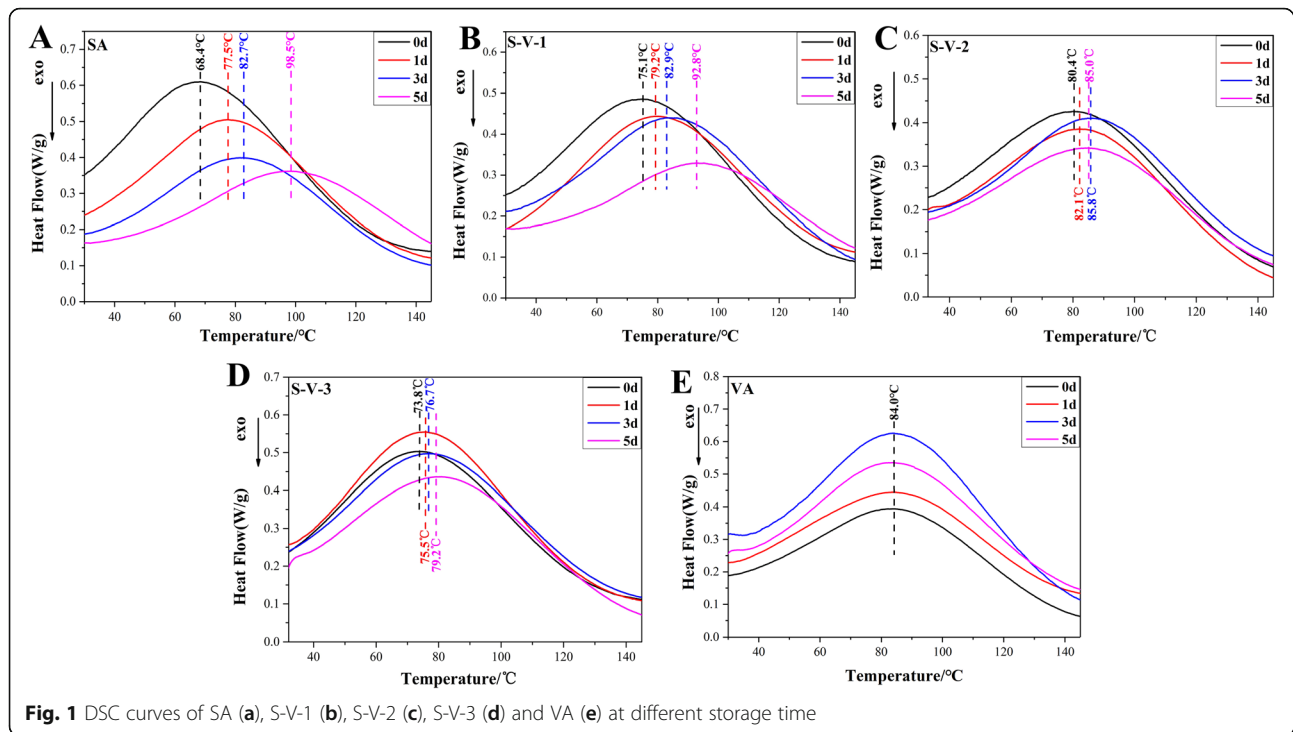 A
SA
exo
68.4°C
77.5°C
82.7°C
98.5°C
0d
1d
3d
5d
Heat Flow(W/g)
0.7
0.6
0.5
0.4
0.3
0.2
0.1
0.0
40 60 80 100 120 140
Temperature/°C
B
S-V-1
exo
75.1°C
79.2°C
82.9°C
92.8°C
0d
1d
3d
5d
Heat Flow(W/g)
0.6
0.5
0.4
0.3
0.2
0.1
0.0
40 60 80 100 120 140
Temperature/°C
C
S-V-2
exo
80.4℃
85.0℃
82.1℃
85.8℃
0d
1d
3d
5d
Heat Flow(W/g)
0.6
0.5
0.4
0.3
0.2
0.1
0.0
40 60 80 100 120 140
Temperature/℃
D
S-V-3
exo
73.8℃
76.7℃
75.5℃
79.2℃
0d
1d
3d
5d
Heat Flow(W/g)
0.7
0.6
0.5
0.4
0.3
0.2
0.1
0.0
40 60 80 100 120 140
Temperature/℃
E
VA
exo
84.0°C
0d
1d
3d
5d
Heat Flow(W/g)
0.8
0.7
0.6
0.5
0.4
0.3
0.2
0.1
0.0
40 60 80 100 120 140
Temperature/°C
Fig. 1 DSC curves of SA (a), S-V-1 (b), S-V-2 (c), S-V-3 (d) and VA (e) at different storage time